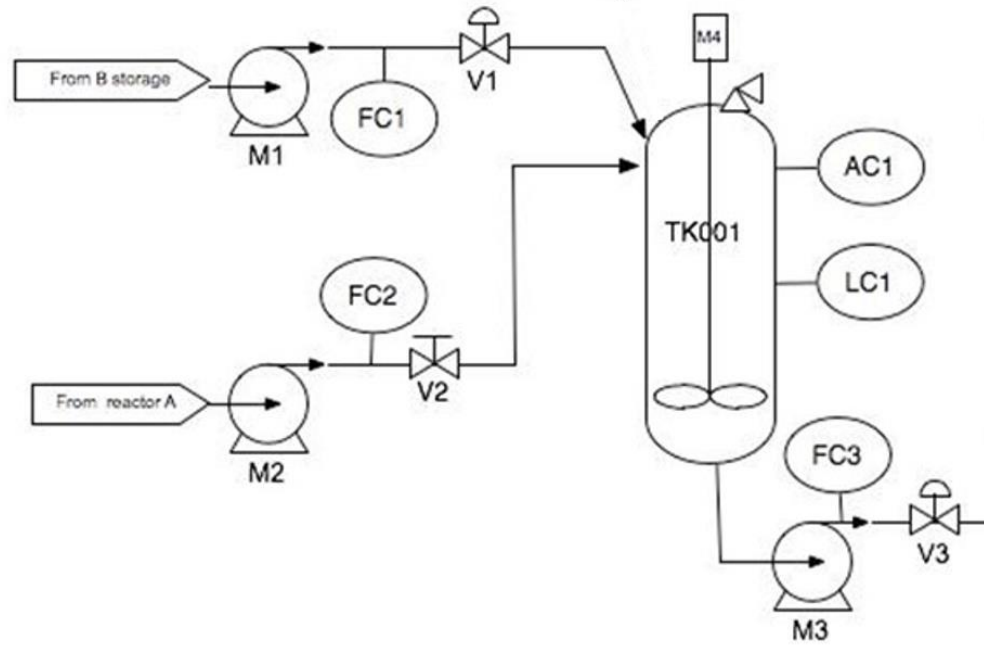 M4
From B storage
V1
FC1
M1
AC1
TK001
LC1
FC2
V2
From reactor A
M2
FC3
V3
M3